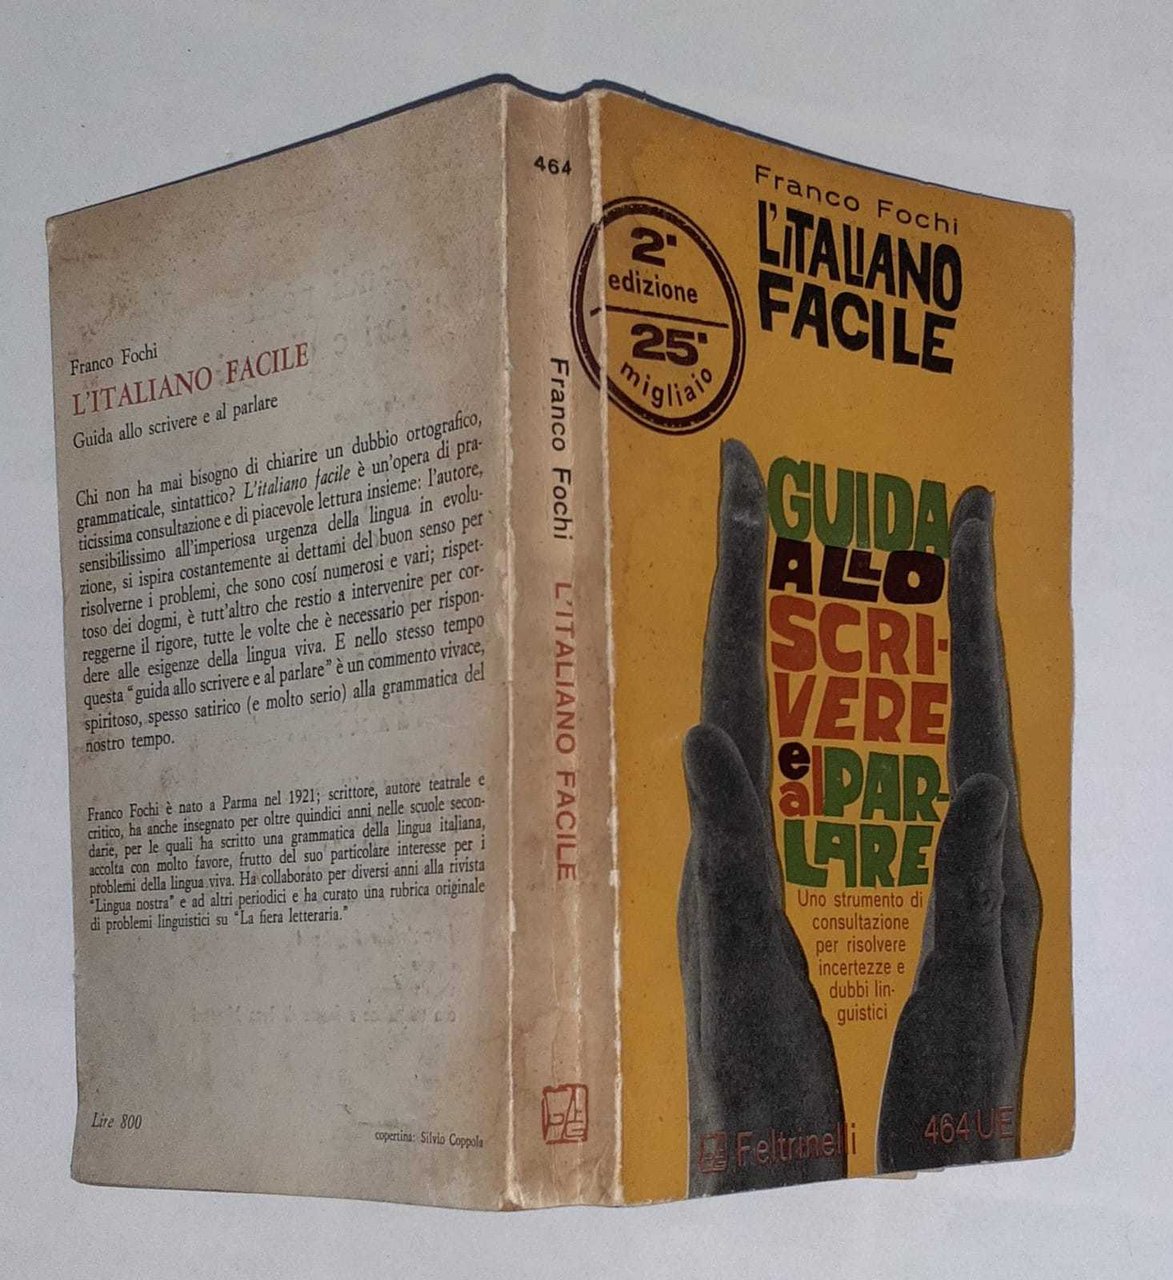 Franco Fochi
L'ITALIANO FACILE
Guida allo scrivere e al parlare
Chi non ha mai bisogno di chiarire un dubbio ortografico,
grammaticale, sintattico? L'italiano facile è un'opera di pra-
ticissima consultazione e di piacevole lettura insieme: l'autore,
sensibilissimo all'imperiosa urgenza della lingua in evolu-
zione, si ispira costantemente ai dettami del buon senso per
risolverne i problemi, che sono cosí numerosi e vari; rispet-
toso dei dogmi, è tutt'altro che restio a intervenire per cor-
reggerne il rigore, tutte le volte che è necessario per rispon-
dere alle esigenze della lingua viva. E nello stesso tempo
questa "guida allo scrivere e al parlare" è un commento vivace,
spiritoso, spesso satirico (e molto serio) alla grammatica del
nostro tempo.
Franco Fochi è nato a Parma nel 1921; scrittore, autore teatrale e
critico, ha anche insegnato per oltre quindici anni nelle scuole secon-
darie, per le quali ha scritto una grammatica della lingua italiana,
accolta con molto favore, frutto del suo particolare interesse per i
problemi della lingua viva. Ha collaborato per diversi anni alla rivista
"Lingua nostra" e ad altri periodici e ha curato una rubrica originale
di problemi linguistici su "La fiera letteraria."
Lire 800
copertina: Silvio Coppola
464
Franco Fochi L'ITALIANO FACILE
Franco Fochi
L'ITALIANO
FACILE
2ª
edizione
25°
migliaio
GUIDA
ALLO
SCRI-
VERE
e
al PAR-
LARE
Uno strumento di
consultazione
per risolvere
incertezze e
dubbi lin-
guistici
Feltrinelli
464 UE